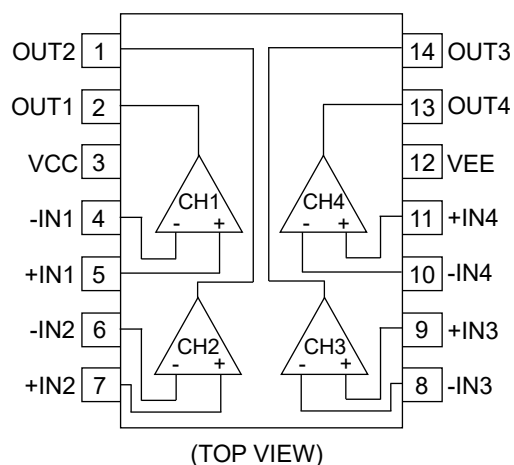 OUT2 1 14 OUT3
OUT1 2 13 OUT4
VCC 3 12 VEE
CH1 CH4
-IN1 4 - + - + 11 +IN4
+IN1 5 10 -IN4
-IN2 6 9 +IN3
CH2 CH3
- + - +
+IN2 7 8 -IN3
(TOP VIEW)